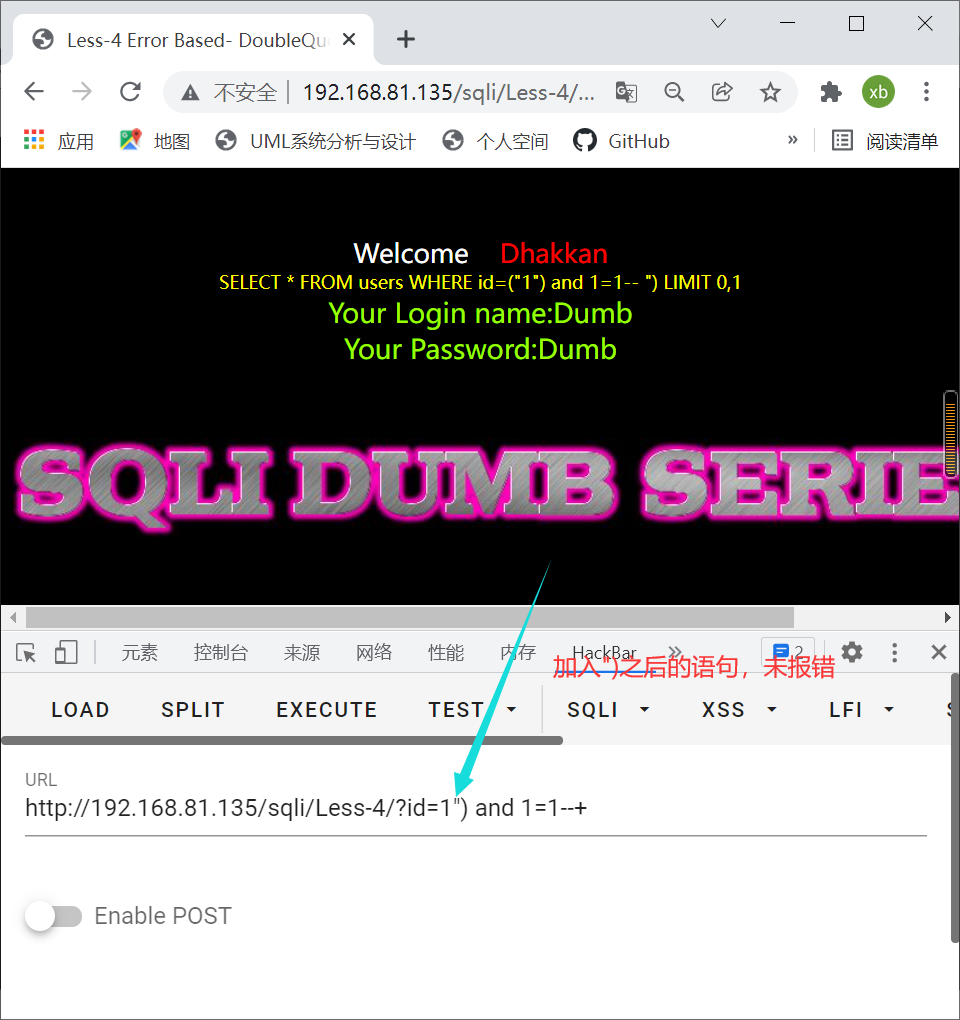 Less-4 Error Based- DoubleQu
不安全 192.168.81.135/sqli/Less-4/... xb
应用 地图 UML系统分析与设计 个人空间 GitHub » 阅读清单
Welcome Dhakkan
SELECT * FROM users WHERE id=("1") and 1=1-- ") LIMIT 0,1
Your Login name:Dumb
Your Password:Dumb
SQLI DUMB SERIE
元素 控制台 来源 网络 性能 内存 HackBar » 2
加入")之后的语句，未报错
LOAD SPLIT EXECUTE TEST SQLI XSS LFI S
URL
http://192.168.81.135/sqli/Less-4/?id=1") and 1=1--+
Enable POST